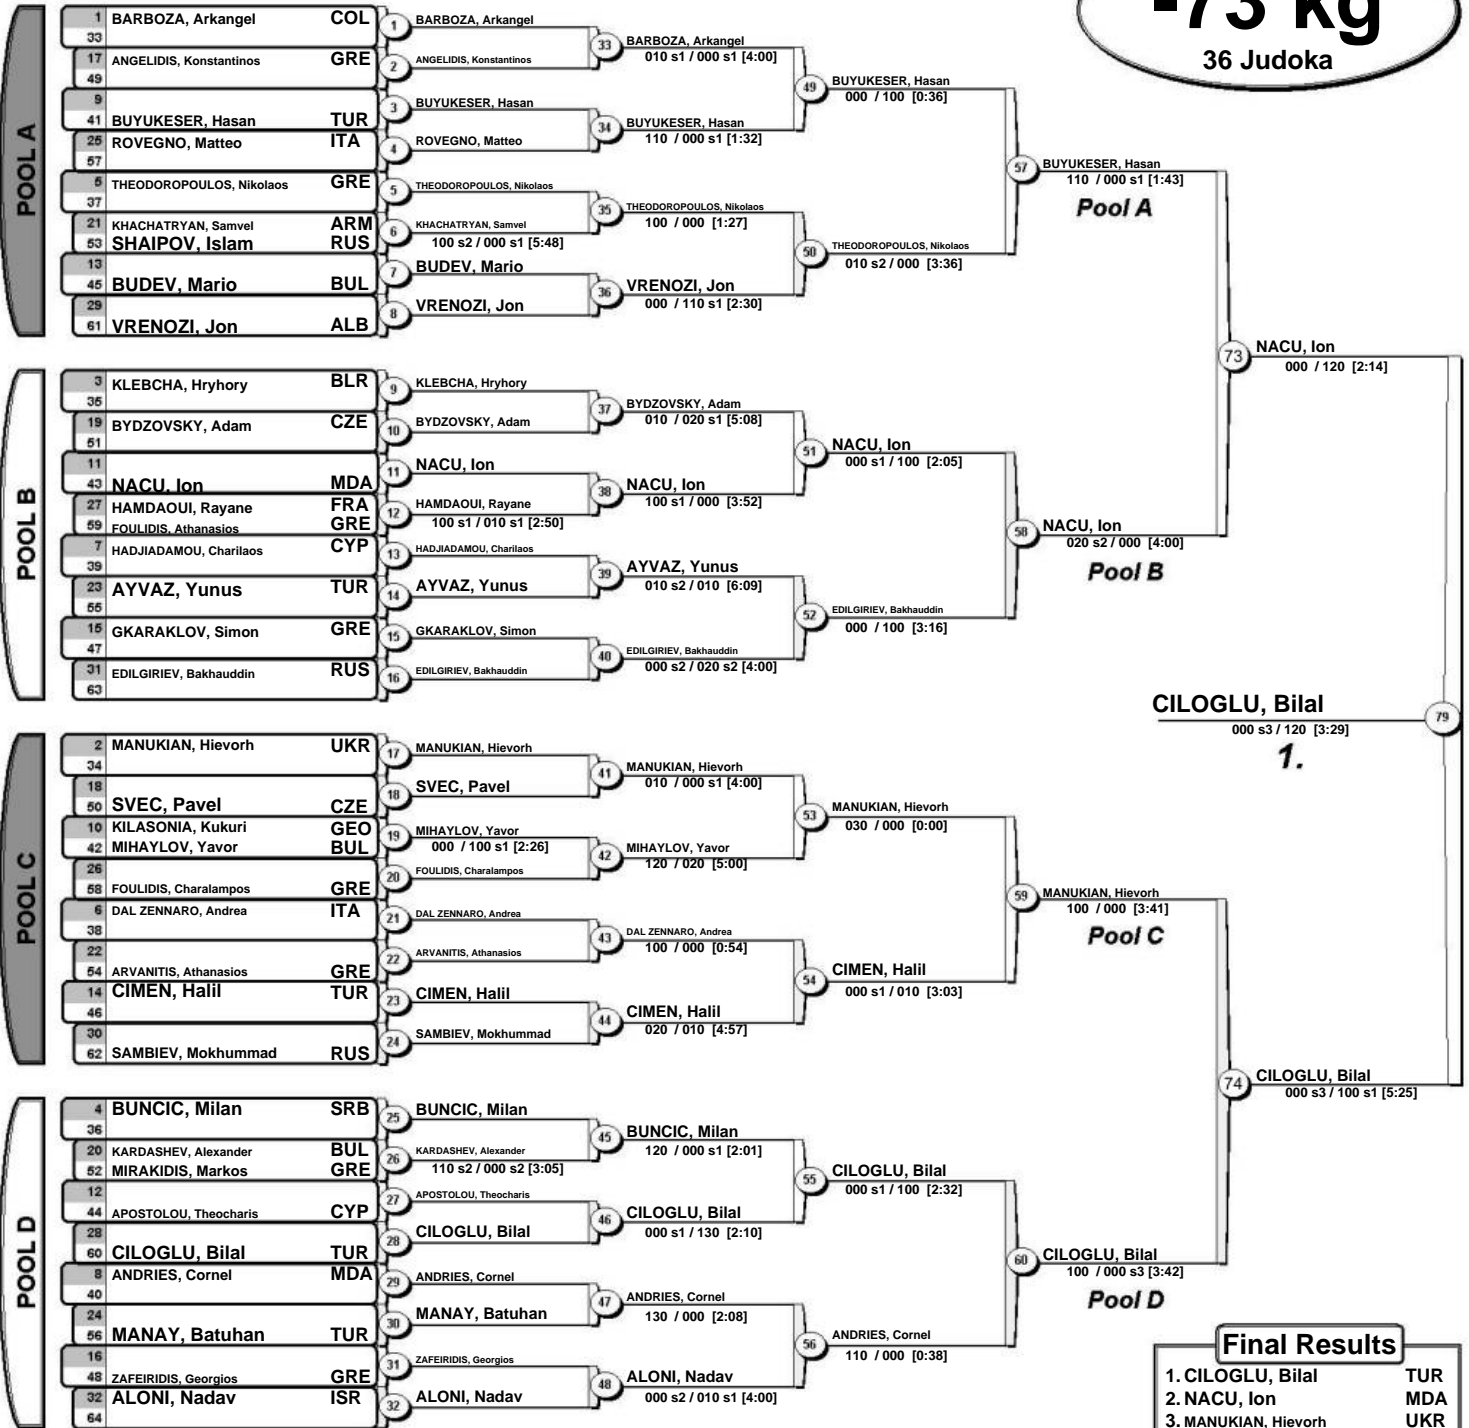 -73 kg
36 Judoka
POOL A
1 BARBOZA, Arkangel COL
33
17 ANGELIDIS, Konstantinos GRE
49
9
41 BUYUKESER, Hasan TUR
25 ROVEGNO, Matteo ITA
57
5 THEODOROPOULOS, Nikolaos GRE
37
21 KHACHATRYAN, Samvel ARM
53 SHAIPOV, Islam RUS
13
45 BUDEV, Mario BUL
29
61 VRENOZI, Jon ALB
1 BARBOZA, Arkangel
2 ANGELIDIS, Konstantinos
3 BUYUKESER, Hasan
4 ROVEGNO, Matteo
5 THEODOROPOULOS, Nikolaos
6 KHACHATRYAN, Samvel
100 s2 / 000 s1 [5:48]
7 BUDEV, Mario
8 VRENOZI, Jon
33 BARBOZA, Arkangel
010 s1 / 000 s1 [4:00]
34 BUYUKESER, Hasan
110 / 000 s1 [1:32]
35 THEODOROPOULOS, Nikolaos
100 / 000 [1:27]
36 VRENOZI, Jon
000 / 110 s1 [2:30]
49 BUYUKESER, Hasan
000 / 100 [0:36]
50 THEODOROPOULOS, Nikolaos
010 s2 / 000 [3:36]
57 BUYUKESER, Hasan
110 / 000 s1 [1:43]
Pool A
POOL B
3 KLEBCHA, Hryhory BLR
35
19 BYDZOVSKY, Adam CZE
51
11
43 NACU, Ion MDA
27 HAMDAOUI, Rayane FRA
59 FOULIDIS, Athanasios GRE
7 HADJIADAMOU, Charilaos CYP
39
23 AYVAZ, Yunus TUR
55
15 GKARAKLOV, Simon GRE
47
31 EDILGIRIEV, Bakhauddin RUS
63
9 KLEBCHA, Hryhory
10 BYDZOVSKY, Adam
11 NACU, Ion
12 HAMDAOUI, Rayane
100 s1 / 010 s1 [2:50]
13 HADJIADAMOU, Charilaos
14 AYVAZ, Yunus
15 GKARAKLOV, Simon
16 EDILGIRIEV, Bakhauddin
37 BYDZOVSKY, Adam
010 / 020 s1 [5:08]
38 NACU, Ion
100 s1 / 000 [3:52]
39 AYVAZ, Yunus
010 s2 / 010 [6:09]
40 EDILGIRIEV, Bakhauddin
000 s2 / 020 s2 [4:00]
51 NACU, Ion
000 s1 / 100 [2:05]
52 EDILGIRIEV, Bakhauddin
000 / 100 [3:16]
58 NACU, Ion
020 s2 / 000 [4:00]
Pool B
73 NACU, Ion
000 / 120 [2:14]
CILOGLU, Bilal 79
000 s3 / 120 [3:29]
1.
POOL C
2 MANUKIAN, Hievorh UKR
34
18
50 SVEC, Pavel CZE
10 KILASONIA, Kukuri GEO
42 MIHAYLOV, Yavor BUL
26
58 FOULIDIS, Charalampos GRE
6 DAL ZENNARO, Andrea ITA
38
22
54 ARVANITIS, Athanasios GRE
14 CIMEN, Halil TUR
46
30
62 SAMBIEV, Mokhummad RUS
17 MANUKIAN, Hievorh
18 SVEC, Pavel
19 MIHAYLOV, Yavor
000 / 100 s1 [2:26]
20 FOULIDIS, Charalampos
21 DAL ZENNARO, Andrea
22 ARVANITIS, Athanasios
23 CIMEN, Halil
24 SAMBIEV, Mokhummad
41 MANUKIAN, Hievorh
010 / 000 s1 [4:00]
42 MIHAYLOV, Yavor
120 / 020 [5:00]
43 DAL ZENNARO, Andrea
100 / 000 [0:54]
44 CIMEN, Halil
020 / 010 [4:57]
53 MANUKIAN, Hievorh
030 / 000 [0:00]
54 CIMEN, Halil
000 s1 / 010 [3:03]
59 MANUKIAN, Hievorh
100 / 000 [3:41]
Pool C
74 CILOGLU, Bilal
000 s3 / 100 s1 [5:25]
POOL D
4 BUNCIC, Milan SRB
36
20 KARDASHEV, Alexander BUL
52 MIRAKIDIS, Markos GRE
12
44 APOSTOLOU, Theocharis CYP
28
60 CILOGLU, Bilal TUR
8 ANDRIES, Cornel MDA
40
24
56 MANAY, Batuhan TUR
16
48 ZAFEIRIDIS, Georgios GRE
32 ALONI, Nadav ISR
64
25 BUNCIC, Milan
26 KARDASHEV, Alexander
110 s2 / 000 s2 [3:05]
27 APOSTOLOU, Theocharis
28 CILOGLU, Bilal
29 ANDRIES, Cornel
30 MANAY, Batuhan
31 ZAFEIRIDIS, Georgios
32 ALONI, Nadav
45 BUNCIC, Milan
120 / 000 s1 [2:01]
46 CILOGLU, Bilal
000 s1 / 130 [2:10]
47 ANDRIES, Cornel
130 / 000 [2:08]
48 ALONI, Nadav
000 s2 / 010 s1 [4:00]
55 CILOGLU, Bilal
000 s1 / 100 [2:32]
56 ANDRIES, Cornel
110 / 000 [0:38]
60 CILOGLU, Bilal
100 / 000 s3 [3:42]
Pool D
Final Results
1. CILOGLU, Bilal TUR
2. NACU, Ion MDA
3. MANUKIAN, Hievorh UKR